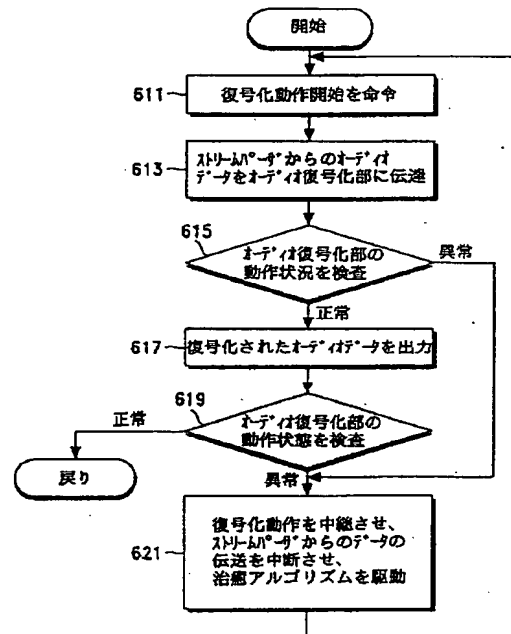 開始
611
復号化動作開始を命令
613
ストリームパーザからのオーディオ
データをオーディオ復号化部に伝達
615
オーディオ復号化部の
動作状況を検査
異常
正常
617
復号化されたオーディオデータを出力
619
オーディオ復号化部の
動作状態を検査
正常
戻り
異常
621
復号化動作を中継させ、
ストリームパーザからのデータの
伝送を中断させ、
治癒アルゴリズムを駆動